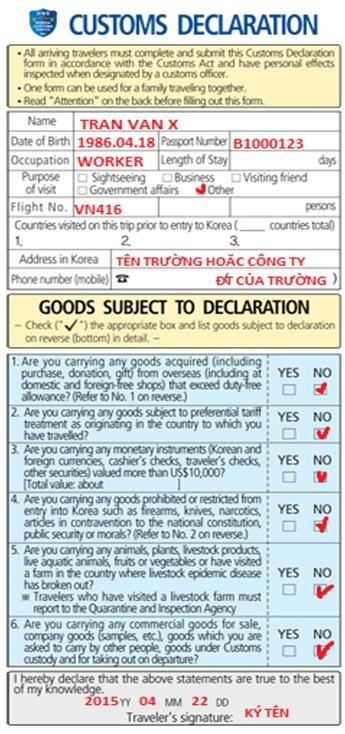 CUSTOMS DECLARATION
• All arriving travelers must complete and submit this Customs Declaration
form in accordance with the Customs Act and have personal effects
inspected when designated by a customs officer.
• One form can be used for a family traveling together.
• Read "Attention" on the back before filling out this form.
Name TRAN VAN X
Date of Birth 1986.04.18 Passport Number B1000123
Occupation WORKER Length of Stay days
Purpose of visit □ Sightseeing □ Business □ Visiting friend
□ Government affairs ✓ Other
Flight No. VN416 persons
Countries visited on this trip prior to entry to Korea ( ____ countries total)
1. 2. 3.
Address in Korea TÊN TRƯỜNG HOẶC CÔNG TY
Phone number (mobile) ☎ (ĐT CỦA TRƯỜNG )
GOODS SUBJECT TO DECLARATION
– Check ("✓") the appropriate box and list goods subject to declaration
on reverse (bottom) in detail. –
1. Are you carrying any goods acquired (including YES NO
purchase, donation, gift) from overseas (including at
domestic and foreign-free shops) that exceed duty-free
allowance? (Refer to No. 1 on reverse.) □ ✓
2. Are you carrying any goods subject to preferential tariff YES NO
treatment as originating in the country to which you
have travelled? □ ✓
3. Are you carrying any monetary instruments (Korean and YES NO
foreign currencies, cashier's checks, traveler's checks,
other securities) valued more than US$10,000?
[Total value: about ] □ ✓
4. Are you carrying any goods prohibited or restricted from YES NO
entry into Korea such as firearms, knives, narcotics,
articles in contravention to the national constitution,
public security or morals? (Refer to No. 2 on reverse.) □ ✓
5. Are you carrying any animals, plants, livestock products,
live aquatic animals, fruits or vegetables or have visited YES NO
a farm in the country where livestock epidemic disease
has broken out? □ ✓
※ Travelers who have visited a livestock farm must
report to the Quarantine and Inspection Agency
6. Are you carrying any commercial goods for sale, YES NO
company goods (samples, etc.), goods which you are
asked to carry by other people, goods under Customs
custody and for taking out on departure? □ ✓
I hereby declare that the above statements are true to the best
of my knowledge.
2015 YY 04 MM 22 DD
Traveler's signature: KÝ TÊN